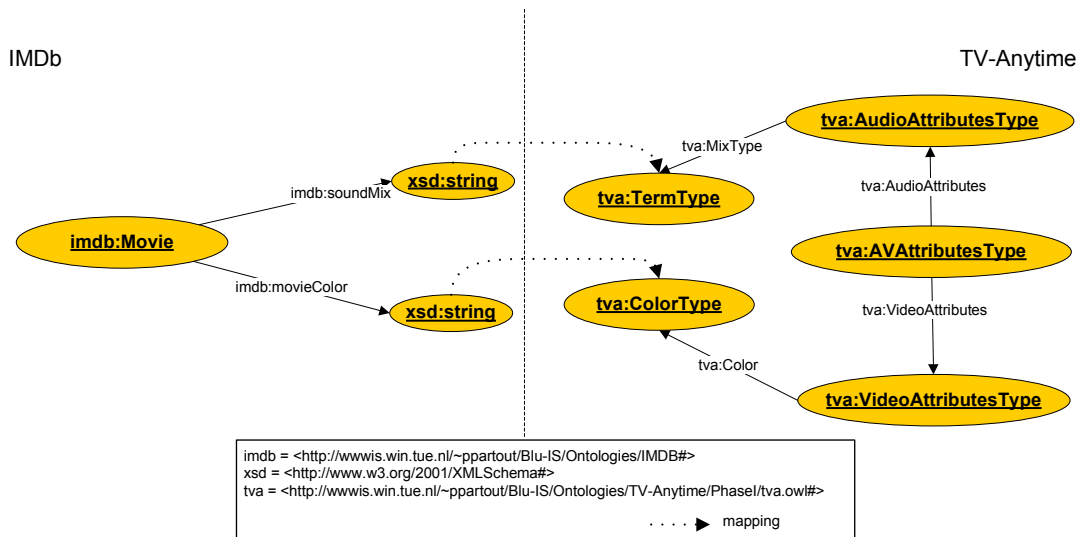 IMDb
TV-Anytime
tva:AudioAttributesType
tva:MixType
xsd:string
tva:AudioAttributes
imdb:soundMix
tva:TermType
imdb:Movie
tva:AVAttributesType
imdb:movieColor
xsd:string
tva:ColorType
tva:VideoAttributes
tva:Color
tva:VideoAttributesType
imdb = <http://wwwis.win.tue.nl/~ppartout/Blu-IS/Ontologies/IMDB#>
xsd = <http://www.w3.org/2001/XMLSchema#>
tva = <http://wwwis.win.tue.nl/~ppartout/Blu-IS/Ontologies/TV-Anytime/PhaseI/tva.owl#>
mapping